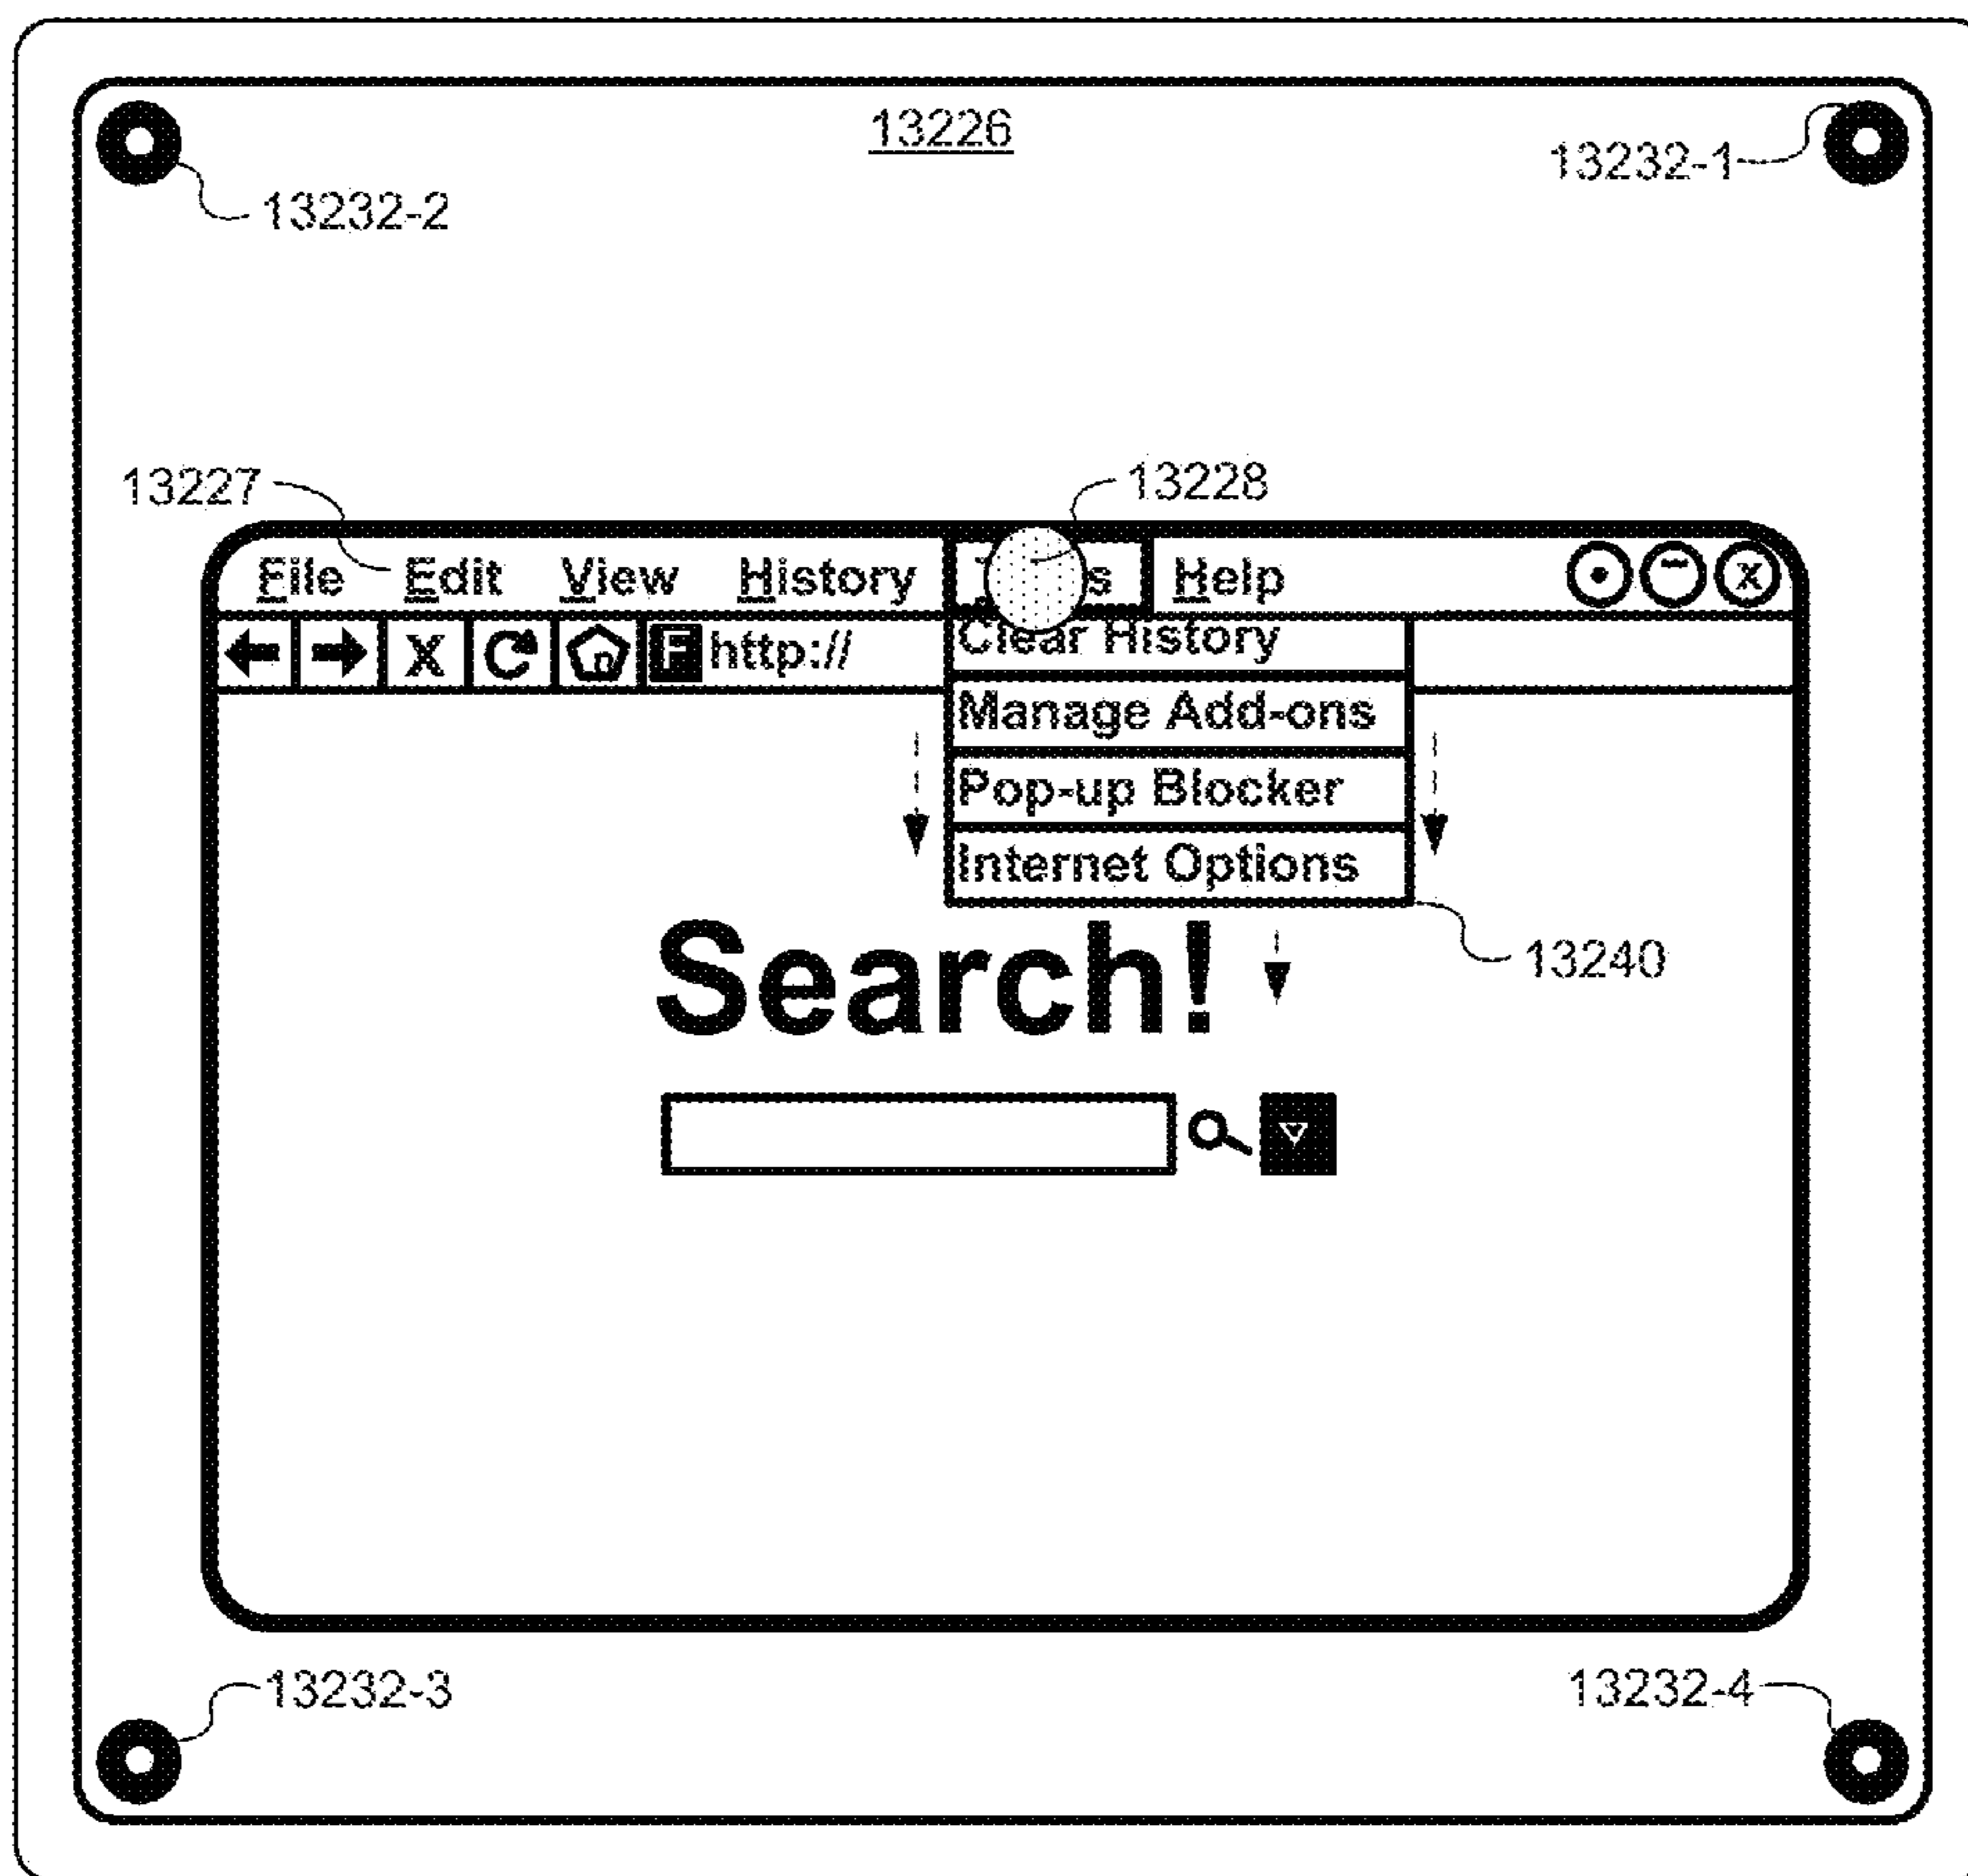 13226
13232-1
13232-2
13227
13228
File Edit View History s Help
X F http:// Clear History
Manage Add-ons
Pop-up Blocker
Internet Options
13240
Search!
13232-3
13232-4